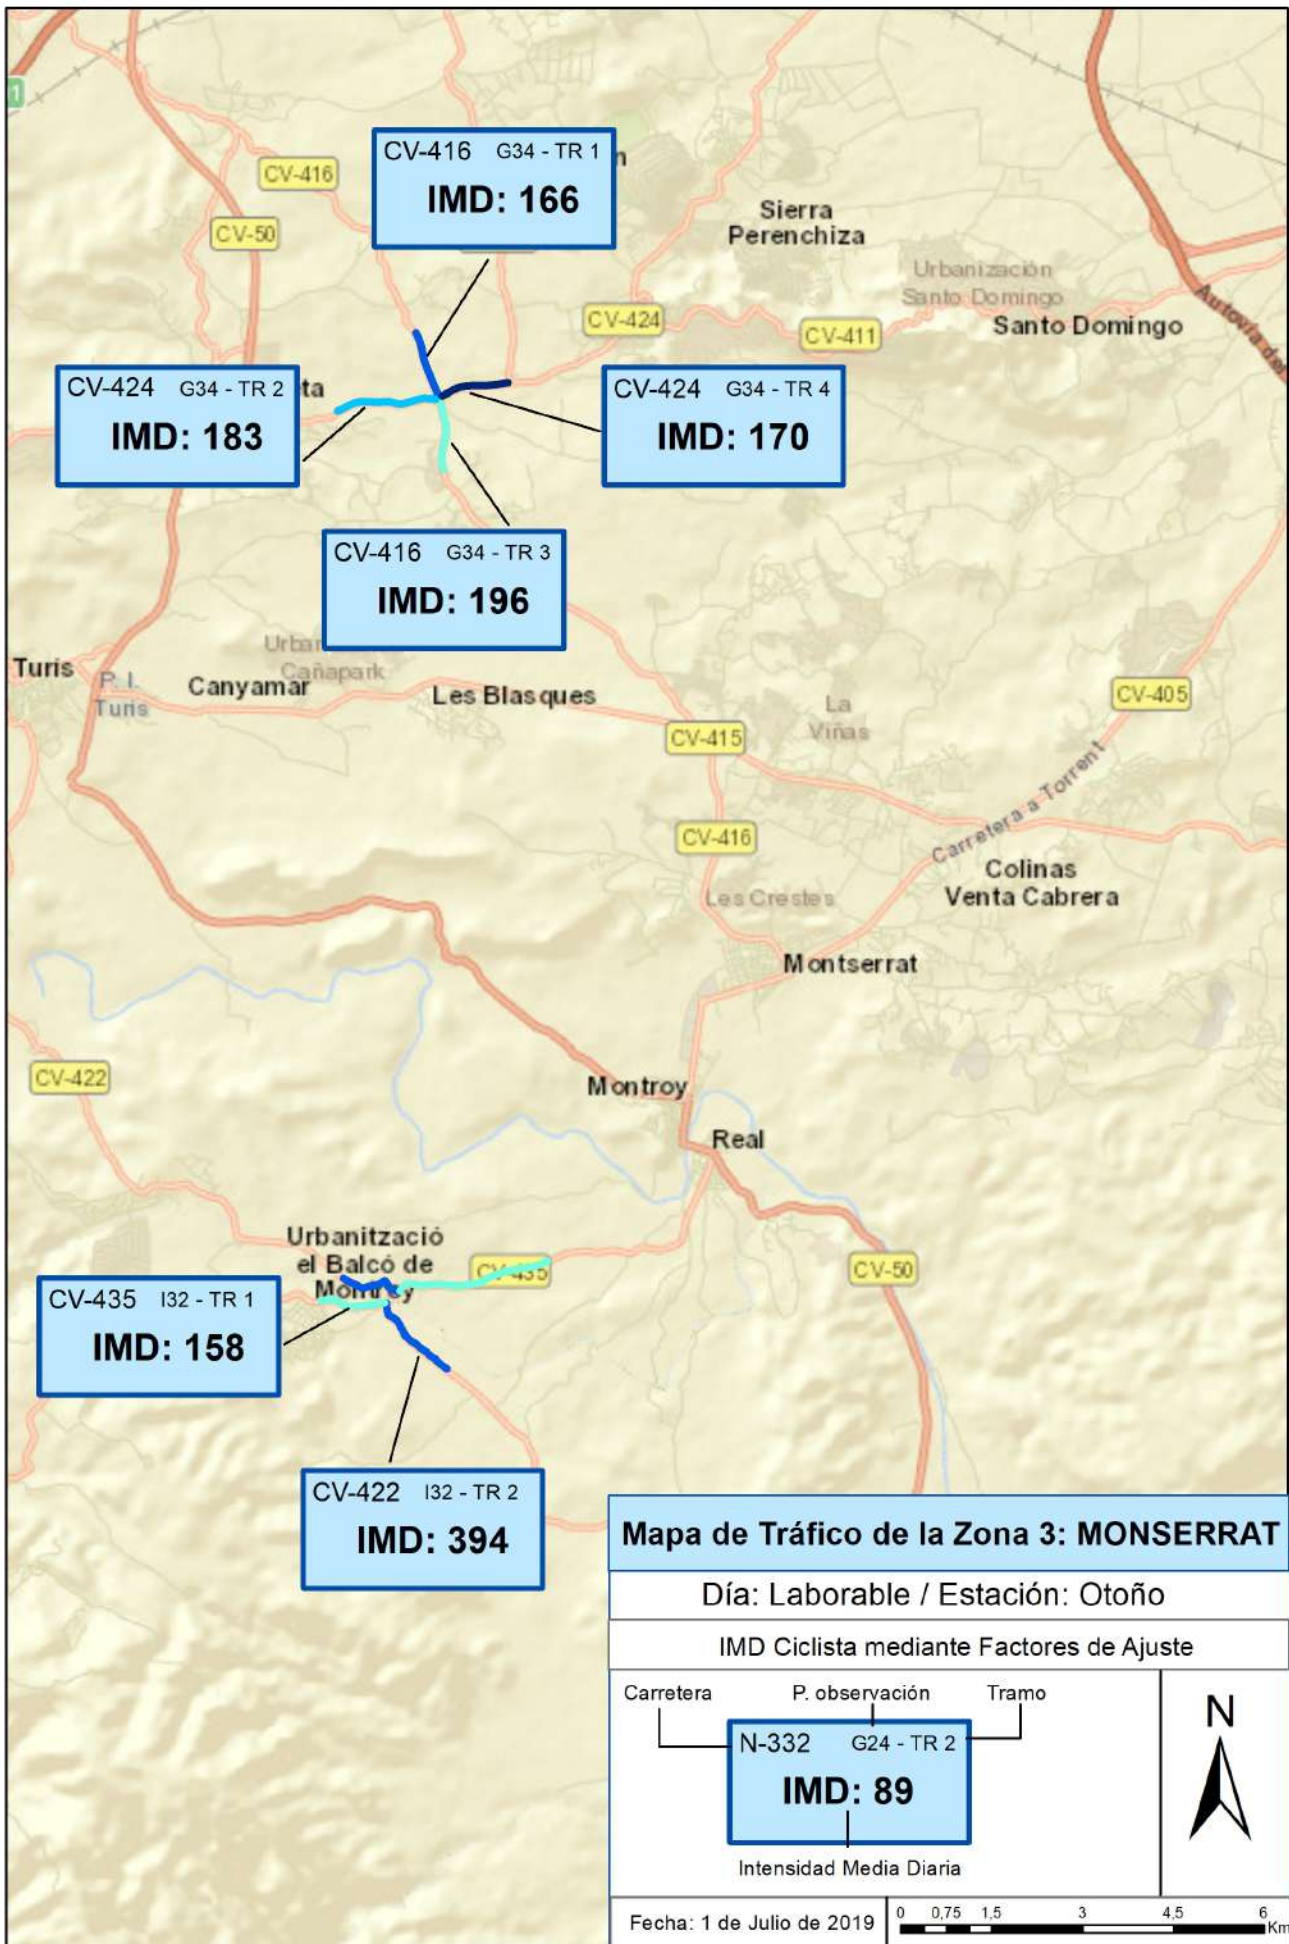 CV-416 G34 - TR 1
IMD: 166
CV-416
CV-50
Sierra
Perenchiza
Urbanización
Santo Domingo
Santo Domingo
CV-424
CV-411
CV-424 G34 - TR 2
IMD: 183
CV-424 G34 - TR 4
IMD: 170
CV-416 G34 - TR 3
IMD: 196
Cañapark
Turís
P. I.
Turis
Canyamar
Les Blasques
La
Viñas
CV-405
CV-415
Carretera a Torrent
CV-416
Colinas
Venta Cabrera
Les Crestes
Montserrat
CV-422
Montroy
Real
Urbanització
el Balcó de
Montroy
CV-435
CV-50
CV-435 I32 - TR 1
IMD: 158
CV-422 I32 - TR 2
IMD: 394
Mapa de Tráfico de la Zona 3: MONSERRAT
Día: Laborable / Estación: Otoño
IMD Ciclista mediante Factores de Ajuste
Carretera P. observación Tramo
N-332 G24 - TR 2
IMD: 89
Intensidad Media Diaria
N
Fecha: 1 de Julio de 2019
0 0,75 1,5 3 4,5 6
Km